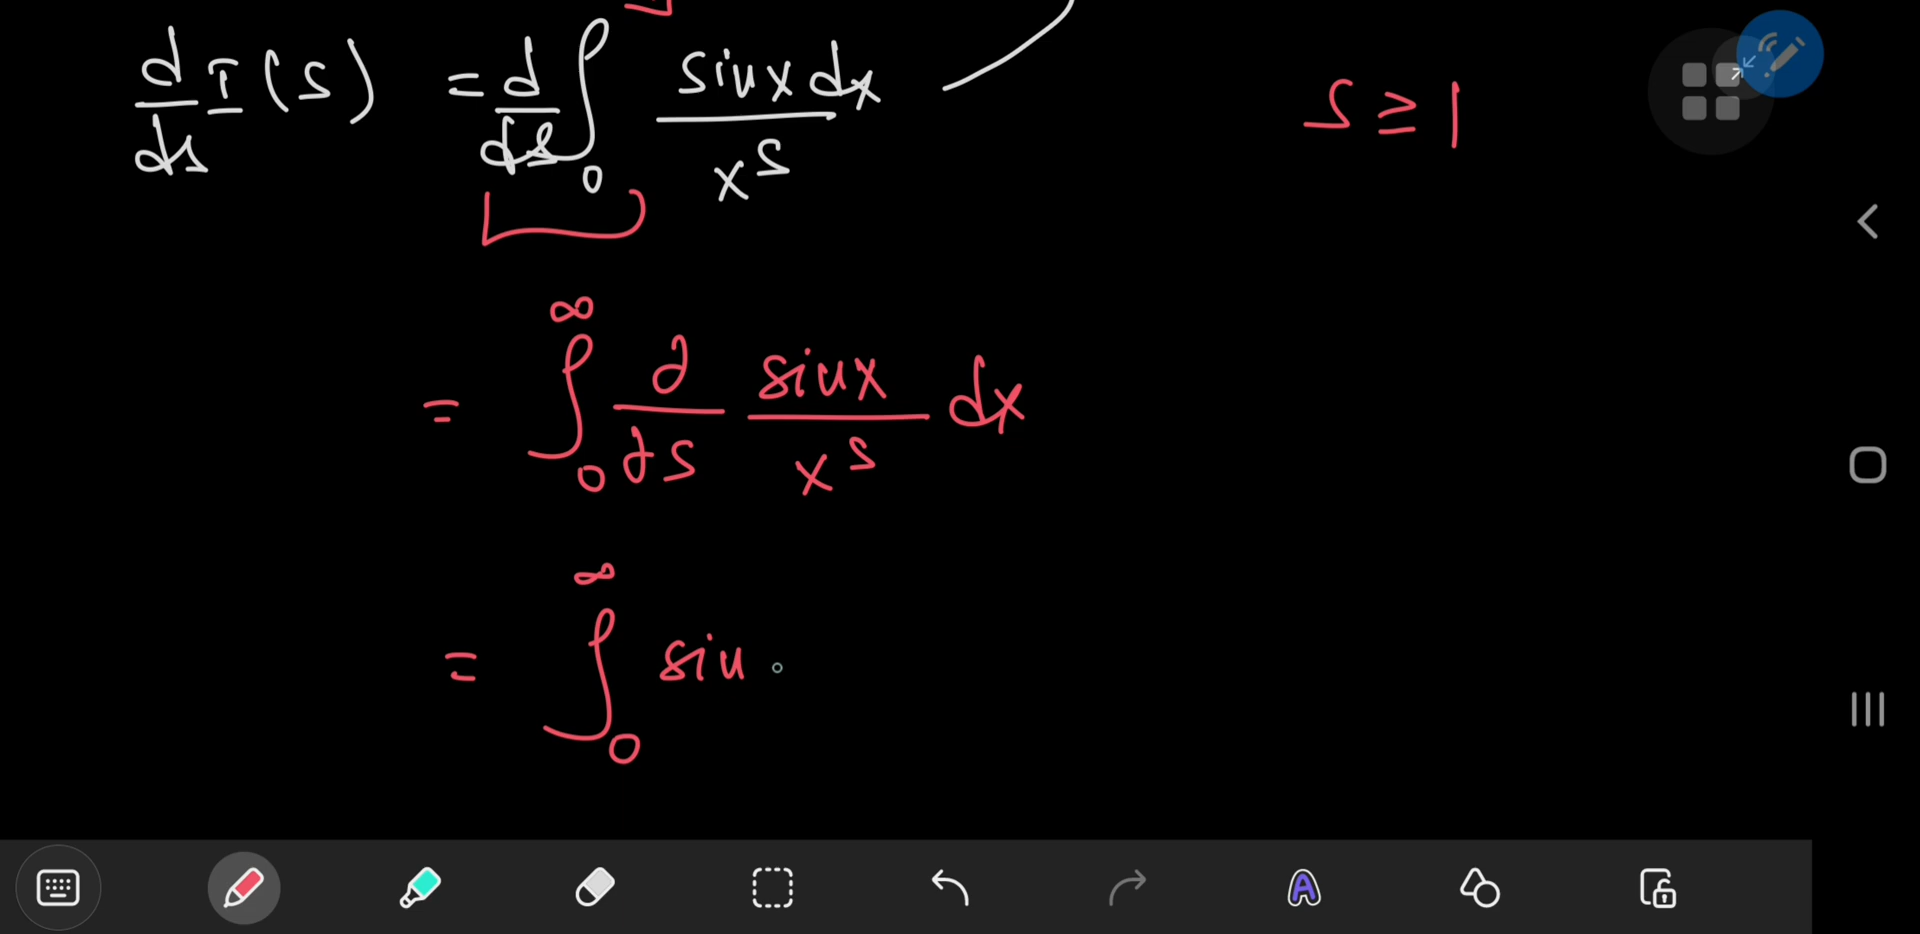 d/ds I(s) = d/ds ∫₀ sinx dx / x^s
s ≥ 1
= ∫₀^∞ ∂/∂s sinx / x^s dx
= ∫₀^∞ sin
A